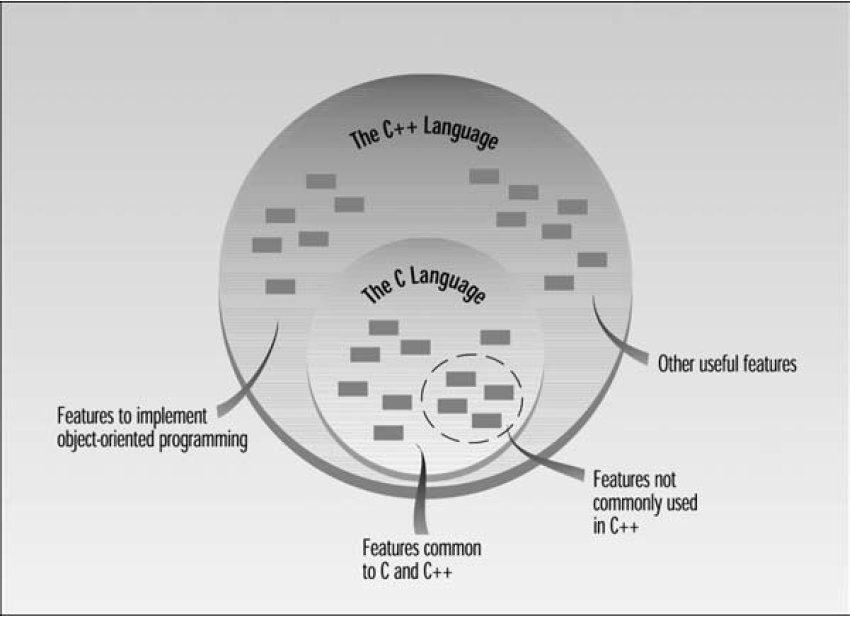 The C++ Language
The C Language
Other useful features
Features to implement
object-oriented programming
Features not
commonly used
in C++
Features common
to C and C++